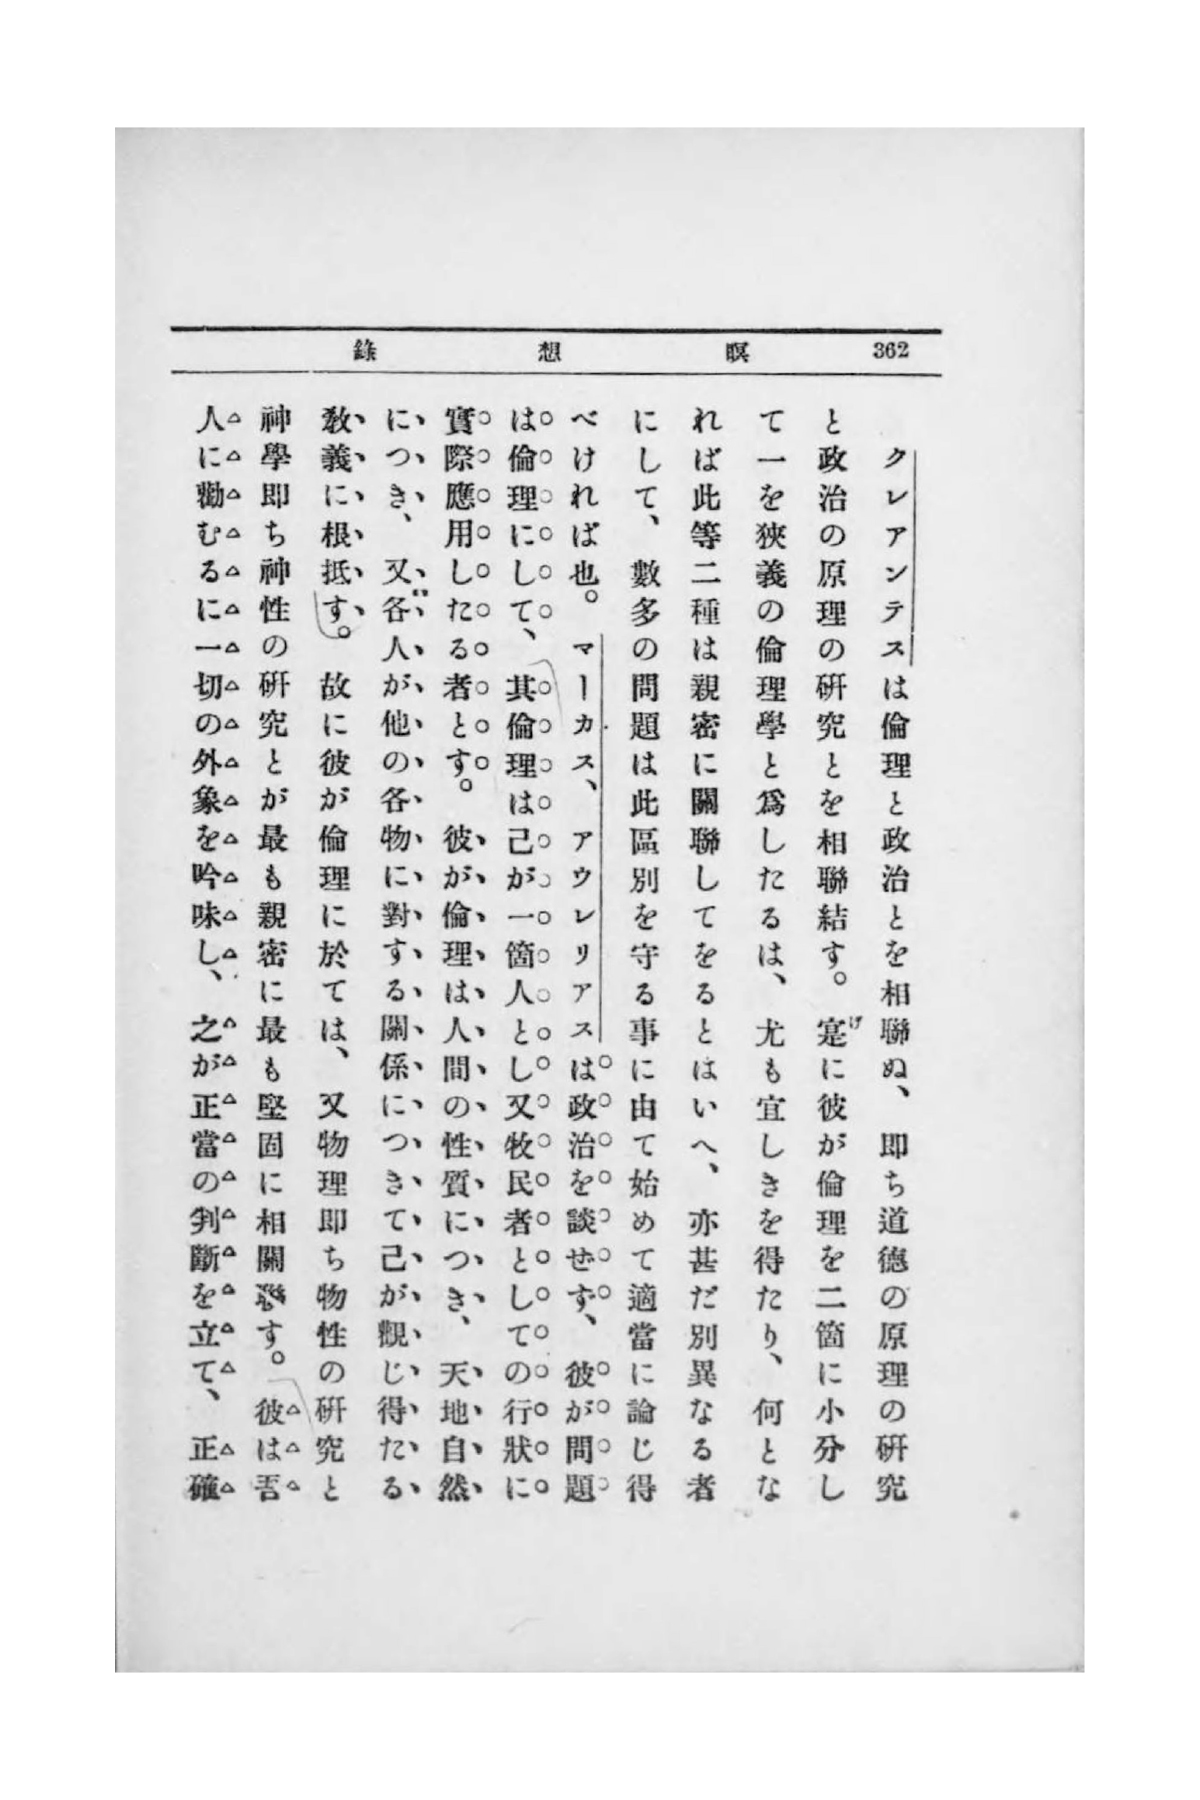 362
瞑想錄
クレアンテスは倫理と政治とを相聯ぬ、即ち道德の原理の硏究
と政治の原理の硏究とを相聯結す。寔に彼が倫理を二箇に小分し
て一を狹義の倫理學と爲したるは、尤も宜しきを得たり、何とな
れば此等二種は親密に關聯してをるとはいへ、亦甚だ別異なる者
にして、數多の問題は此區別を守る事に由て始めて適當に論じ得
べければ也。マーカス、アウレリアスは政治を談せず、彼が問題
は倫理にして、其倫理は己が一箇人とし又牧民者としての行狀に
實際應用したる者とす。彼が倫理は人間の性質につき、天地自然
につき、又各人が他の各物に對する關係につきて己が觀じ得たる
敎義に根抵す。故に彼が倫理に於ては、又物理即ち物性の硏究と
神學即ち神性の硏究とが最も親密に最も堅固に相關聯す。彼は吾
人に勸むるに一切の外象を吟味し、之が正當の判斷を立て、正確